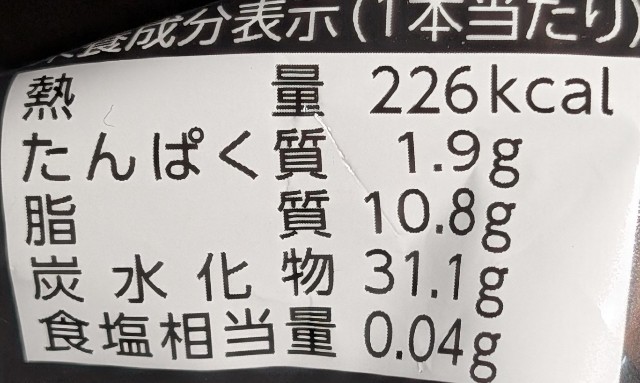 栄養成分表示(1本当たり)
熱量 226kcal
たんぱく質 1.9g
脂質 10.8g
炭水化物 31.1g
食塩相当量 0.04g